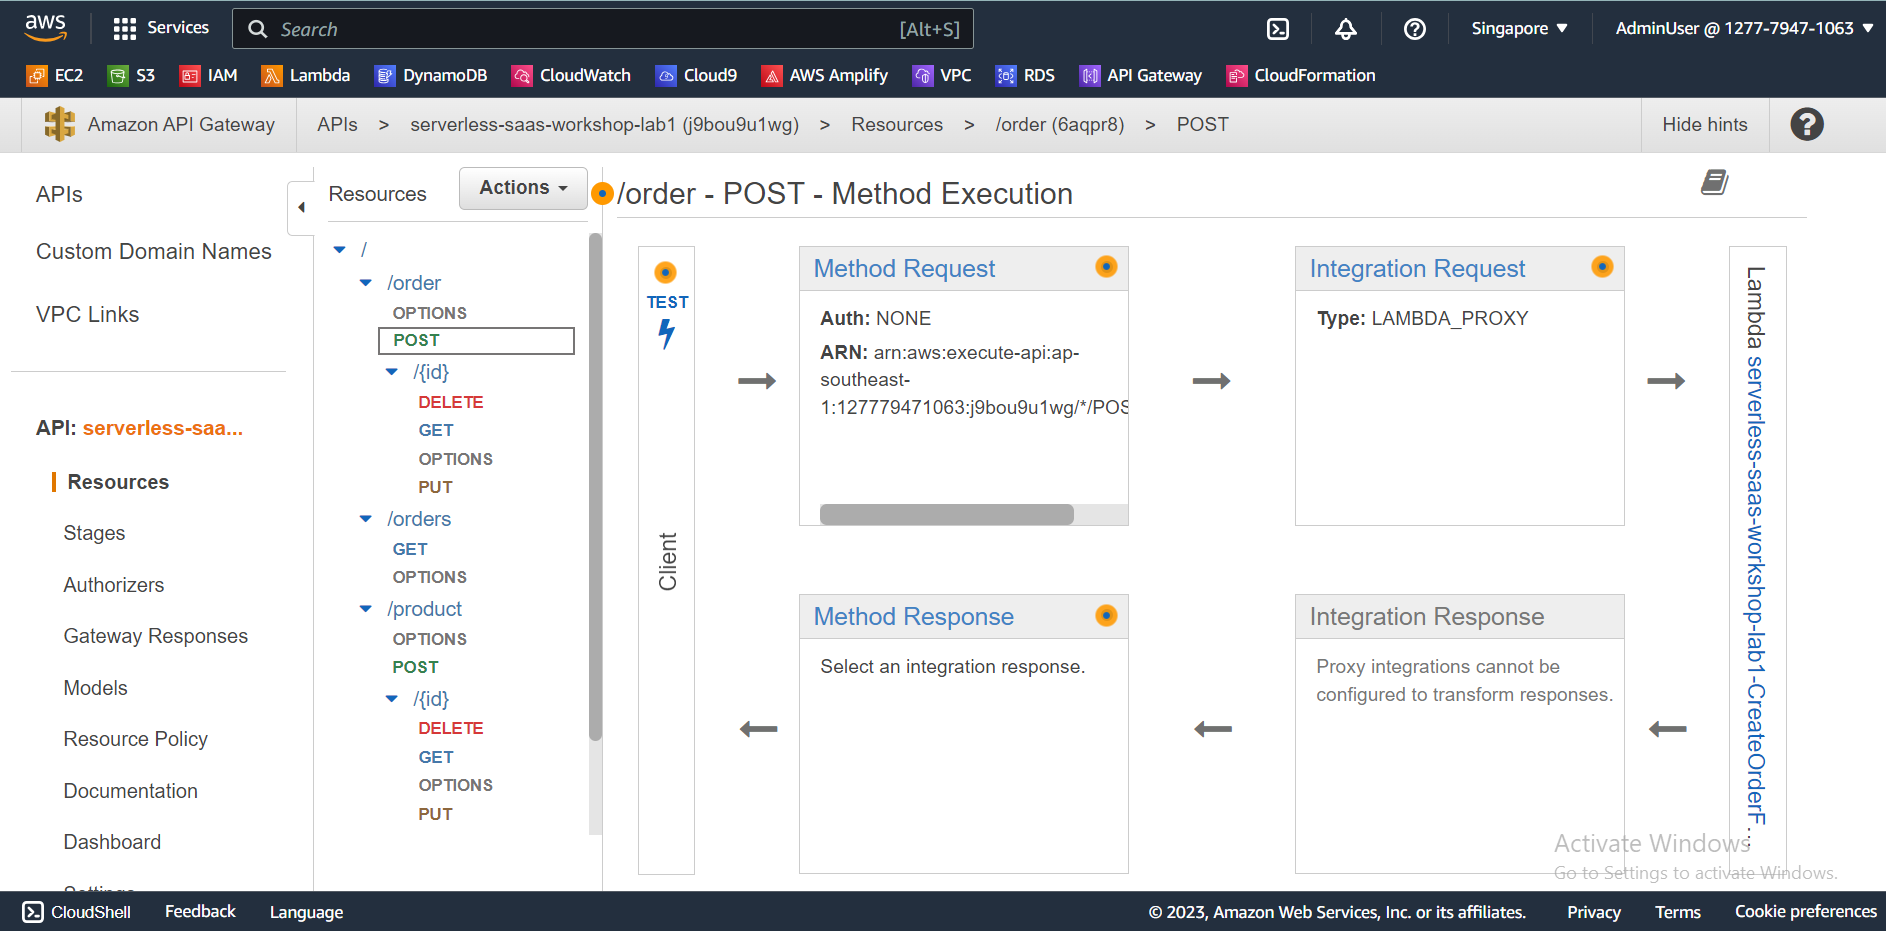 aws
Services
Search [Alt+S]
Singapore
AdminUser @ 1277-7947-1063
EC2 S3 IAM Lambda DynamoDB CloudWatch Cloud9 AWS Amplify VPC RDS API Gateway CloudFormation
Amazon API Gateway APIs > serverless-saas-workshop-lab1 (j9bou9u1wg) > Resources > /order (6aqpr8) > POST Hide hints
APIs
Custom Domain Names
VPC Links
API: serverless-saa...
Resources
Stages
Authorizers
Gateway Responses
Models
Resource Policy
Documentation
Dashboard
Resources
Actions
/
/order
OPTIONS
POST
/{id}
DELETE
GET
OPTIONS
PUT
/orders
GET
OPTIONS
/product
OPTIONS
POST
/{id}
DELETE
GET
OPTIONS
PUT
/order - POST - Method Execution
TEST
Client
Method Request
Auth: NONE
ARN: arn:aws:execute-api:ap-
southeast-
1:127779471063:j9bou9u1wg/*/POS
Integration Request
Type: LAMBDA_PROXY
Lambda serverless-saas-workshop-lab1-CreateOrderF...
Method Response
Select an integration response.
Integration Response
Proxy integrations cannot be
configured to transform responses.
Activate Windows
Go to Settings to activate Windows.
CloudShell Feedback Language
© 2023, Amazon Web Services, Inc. or its affiliates. Privacy Terms Cookie preferences